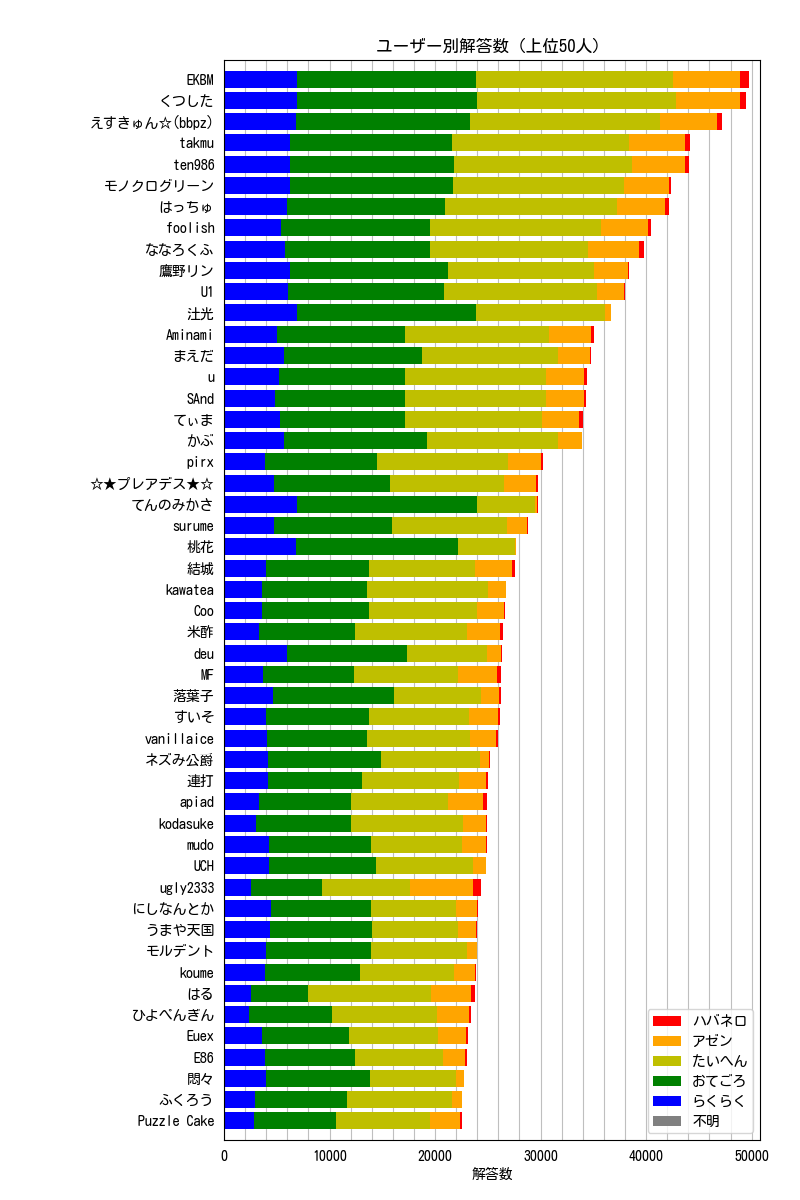 ユーザー別解答数 (上位50人)
EKBM
くつした
えすきゅん☆(bbpz)
takmu
ten986
モノクログリーン
はっちゅ
foolish
ななろくふ
鷹野リン
U1
汢光
Aminami
まえだ
u
SAnd
てぃま
かぶ
pirx
☆★プレアデス★☆
てんのみかさ
surume
桃花
結城
kawatea
Coo
米酢
deu
MF
落葉子
すいそ
vanillaice
ネズみ公爵
連打
apiad
kodasuke
mudo
UCH
ugly2333
にしなんとか
うまや天国
モルデント
koume
はる
ひよぺんぎん
Euex
E86
悶々
ふくろう
Puzzle Cake
ハバネロ
アゼン
たいへん
おてごろ
らくらく
不明
0 10000 20000 30000 40000 50000
解答数